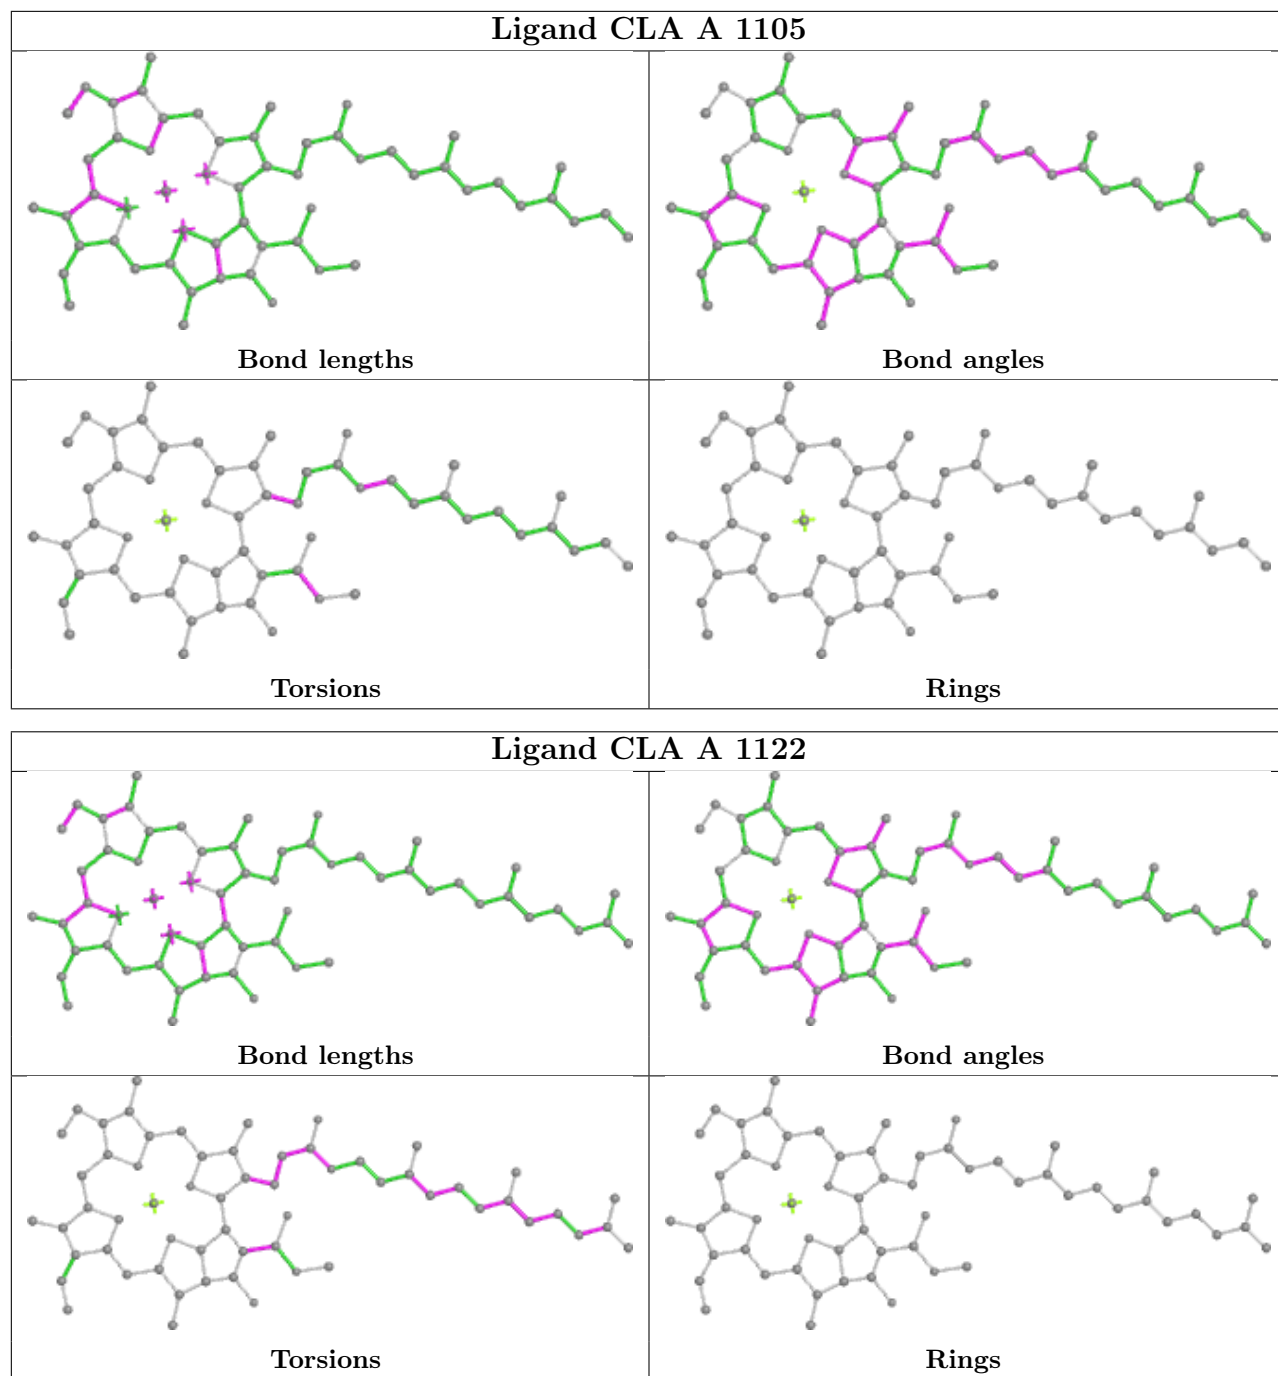 Ligand CLA A 1105
Bond lengths
Bond angles
Torsions
Rings
Ligand CLA A 1122
Bond lengths
Bond angles
Torsions
Rings